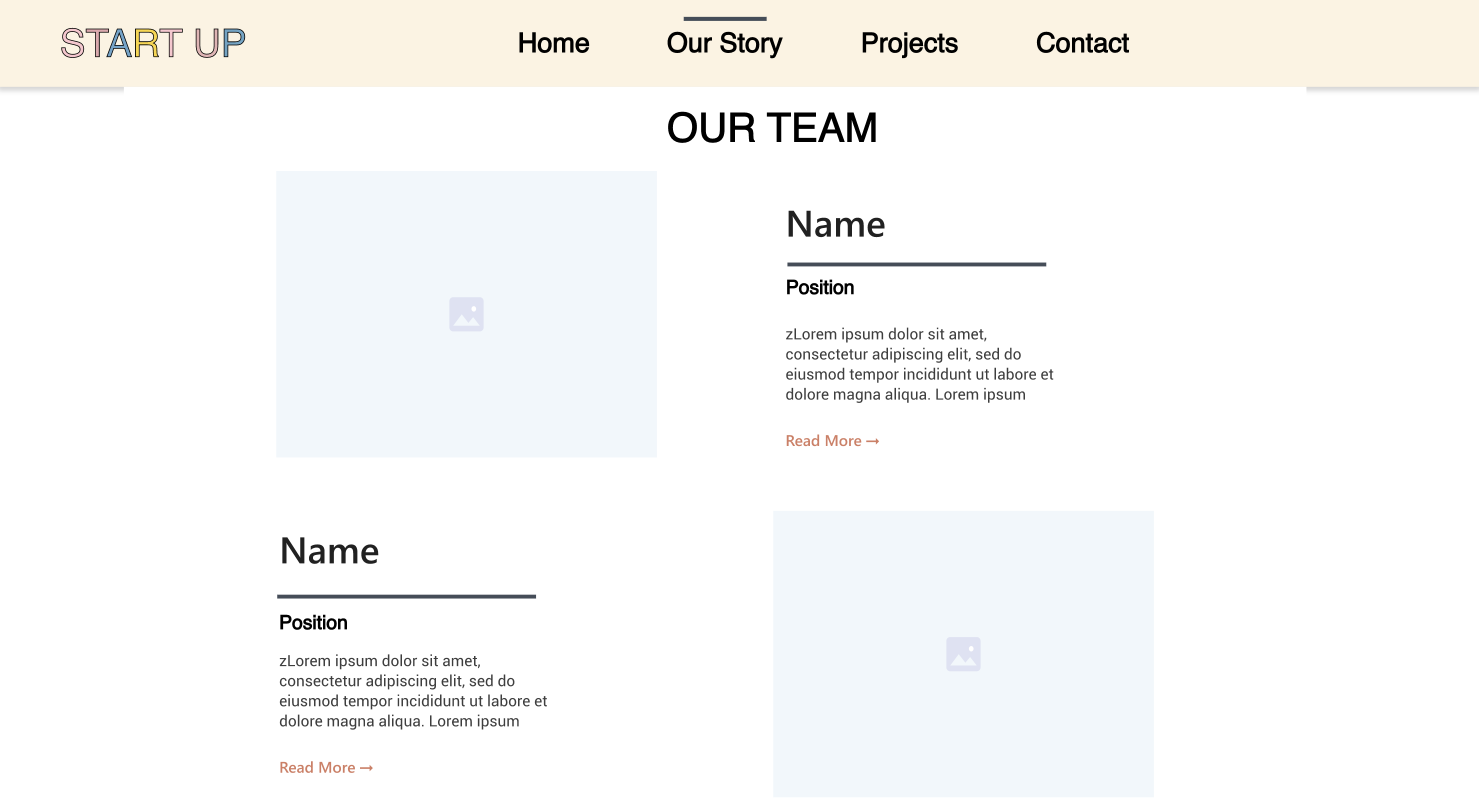 START UP
Home Our Story Projects Contact
OUR TEAM
Name
Position
zLorem ipsum dolor sit amet,
consectetur adipiscing elit, sed do
eiusmod tempor incididunt ut labore et
dolore magna aliqua. Lorem ipsum
Read More →
Name
Position
zLorem ipsum dolor sit amet,
consectetur adipiscing elit, sed do
eiusmod tempor incididunt ut labore et
dolore magna aliqua. Lorem ipsum
Read More →